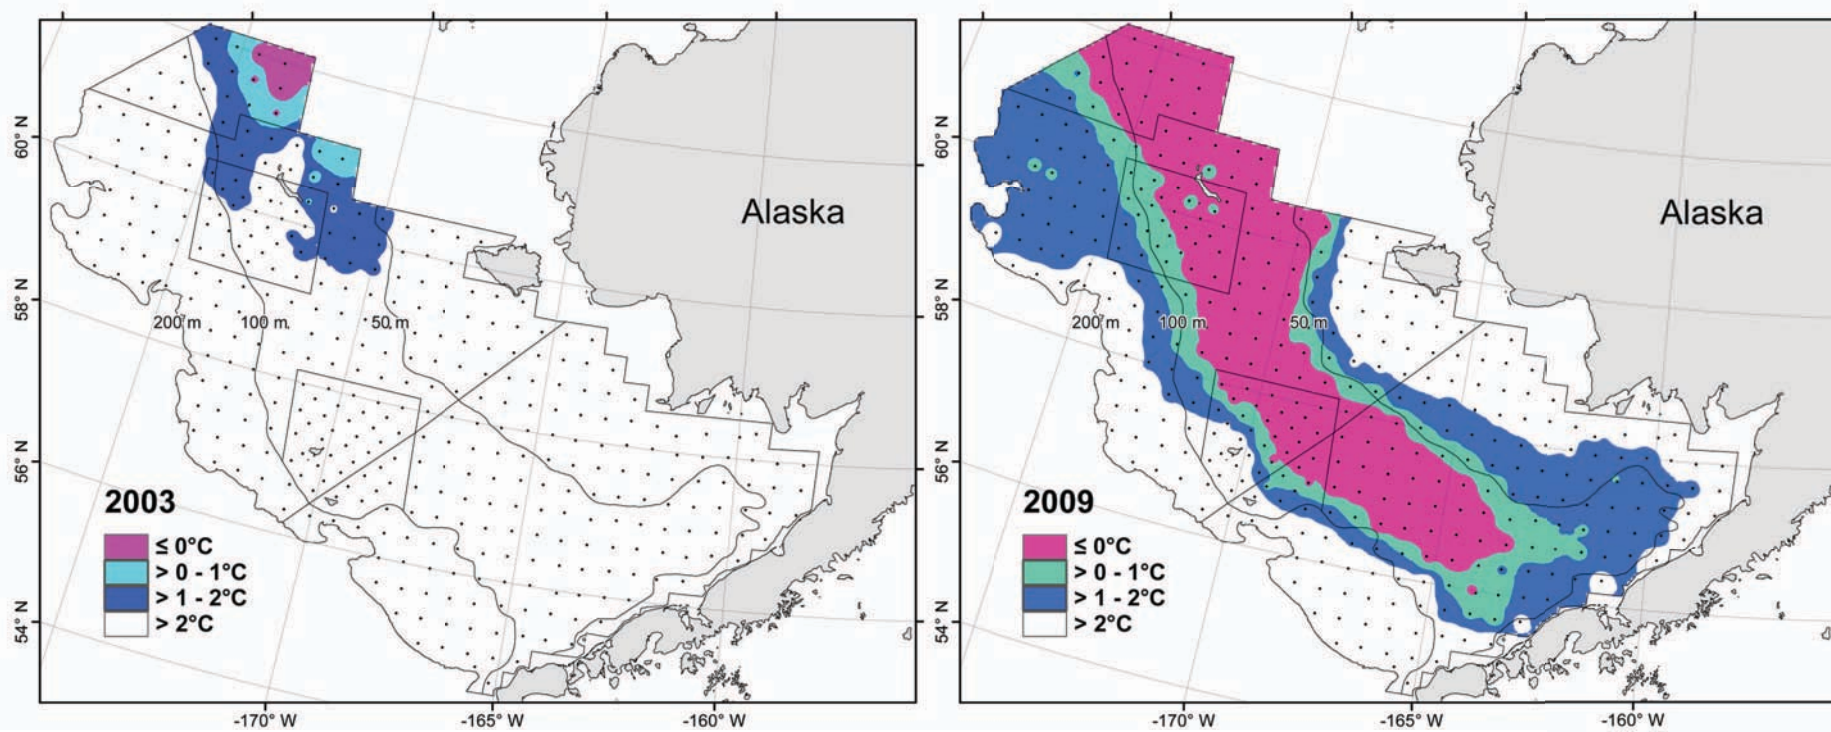 60° N
58° N
56° N
54° N
200 m
100 m
50 m
Alaska
2003
≤ 0°C
> 0 - 1°C
> 1 - 2°C
> 2°C
-170° W
-165° W
-160° W
60° N
58° N
56° N
54° N
200 m
100 m
50 m
Alaska
2009
≤ 0°C
> 0 - 1°C
> 1 - 2°C
> 2°C
-170° W
-165° W
-160° W